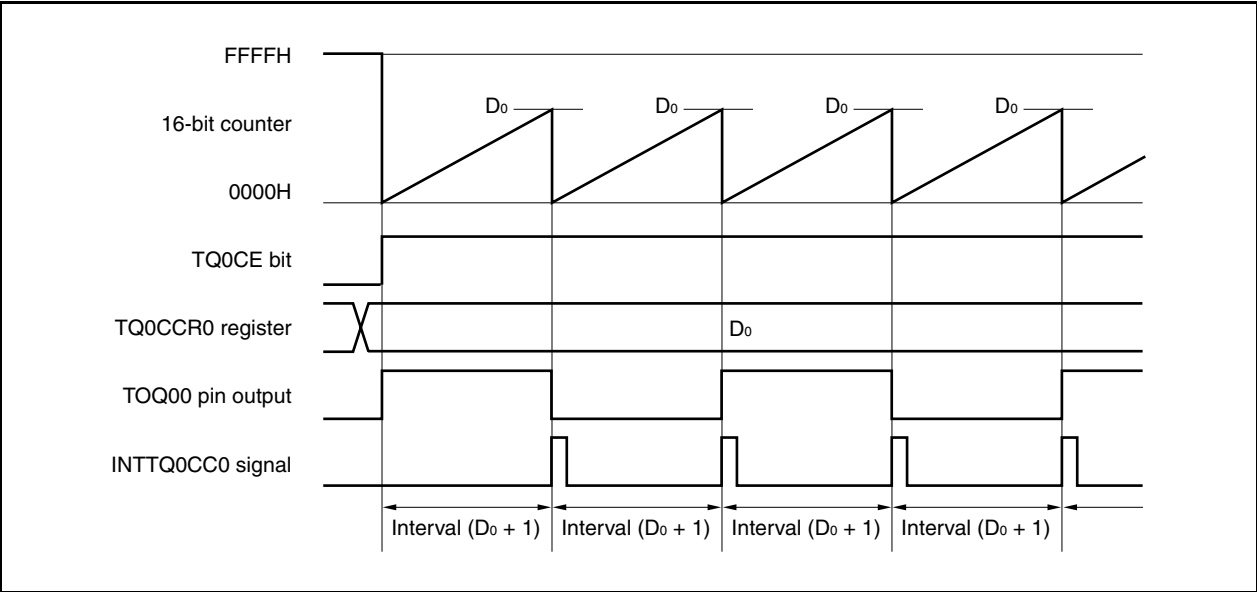 FFFFH
D0 D0 D0 D0
16-bit counter
0000H
TQ0CE bit
TQ0CCR0 register
D0
TOQ00 pin output
INTTQ0CC0 signal
Interval (D0 + 1) Interval (D0 + 1) Interval (D0 + 1) Interval (D0 + 1)